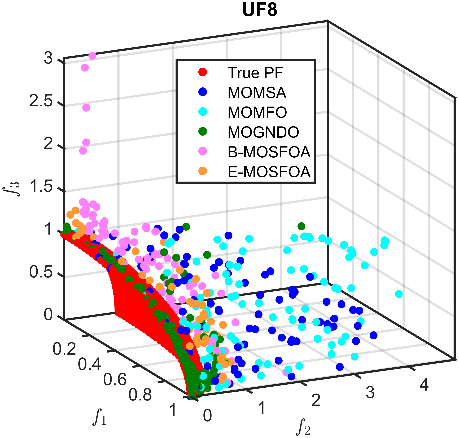 UF8
True PF
MOMSA
MOMFO
MOGNDO
B-MOSFOA
E-MOSFOA
f3
3
2.5
2
1.5
1
0.5
0
0.2
0.4
0.6
0.8
1
f1
0
1
2
3
4
f2